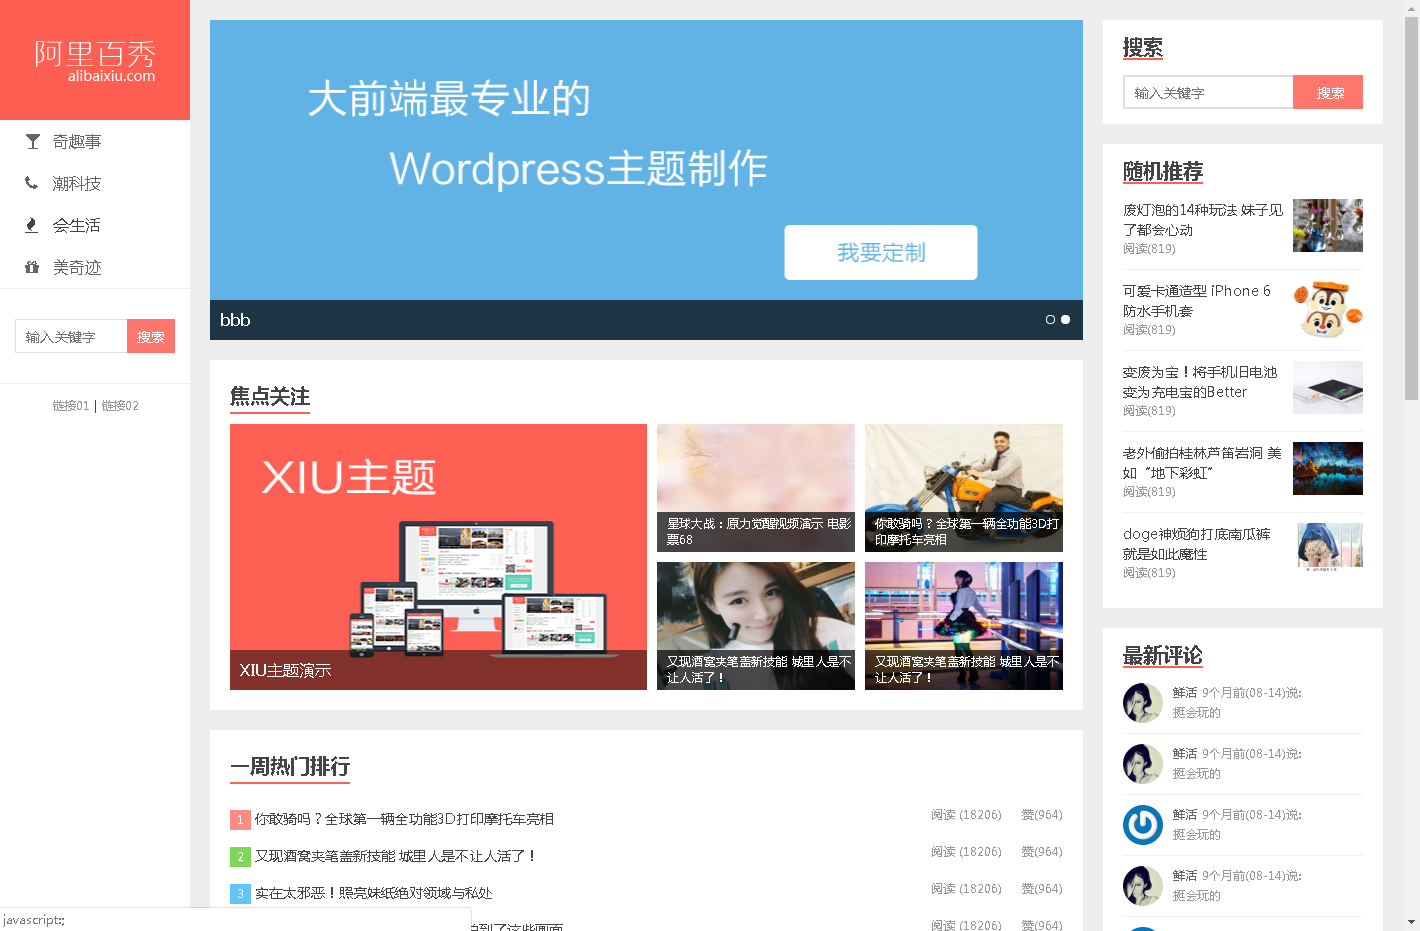 阿里百秀
alibaixiu.com
奇趣事
潮科技
会生活
美奇迹
输入关键字 搜索
链接01 | 链接02
大前端最专业的
Wordpress主题制作
我要定制
bbb
焦点关注
XIU主题
XIU主题演示
星球大战：原力觉醒视频演示 电影
票68
你敢骑吗？全球第一辆全功能3D打
印摩托车亮相
又现酒窝夹笔盖新技能 城里人是不
让人活了！
又现酒窝夹笔盖新技能 城里人是不
让人活了！
一周热门排行
1 你敢骑吗？全球第一辆全功能3D打印摩托车亮相 阅读 (18206) 赞(964)
2 又现酒窝夹笔盖新技能 城里人是不让人活了！ 阅读 (18206) 赞(964)
3 实在太邪恶！照亮妹纸绝对领域与私处 阅读 (18206) 赞(964)
拍到了这些画面 阅读 (18206) 赞(964)
搜索
输入关键字 搜索
随机推荐
废灯泡的14种玩法 妹子见
了都会心动
阅读(819)
可爱卡通造型 iPhone 6
防水手机套
阅读(819)
变废为宝！将手机旧电池
变为充电宝的Better
阅读(819)
老外偷拍桂林芦笛岩洞 美
如“地下彩虹”
阅读(819)
doge神烦狗打底南瓜裤
就是如此魔性
阅读(819)
最新评论
鲜活 9个月前(08-14)说:
挺会玩的
鲜活 9个月前(08-14)说:
挺会玩的
鲜活 9个月前(08-14)说:
挺会玩的
鲜活 9个月前(08-14)说:
挺会玩的
javascript:;